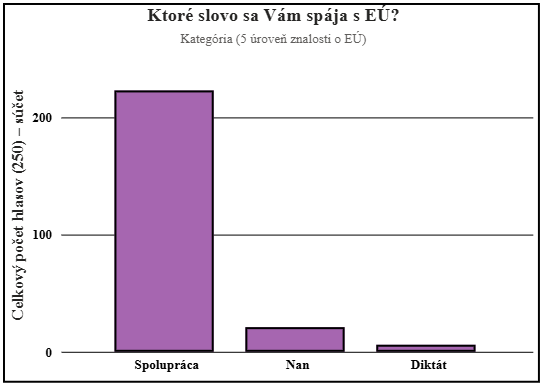 Ktoré slovo sa Vám spája s EÚ?
Kategória (5 úroveň znalostí o EÚ)
Celkový počet hlasov (250) – súčet
200
100
0
Spolupráca
Nan
Diktát